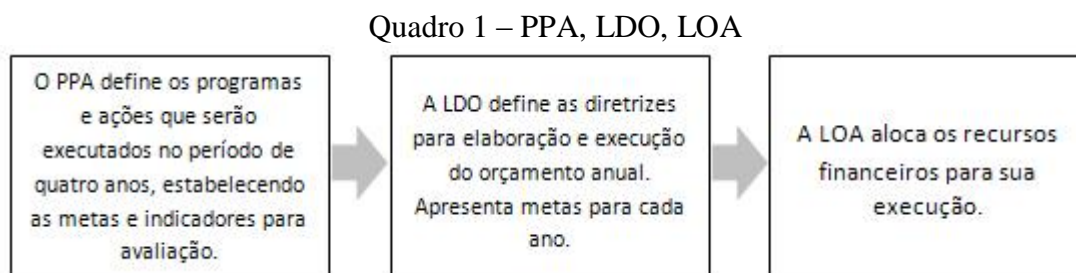 Quadro 1 – PPA, LDO, LOA
O PPA define os programas
e ações que serão
executados no período de
quatro anos, estabelecendo
as metas e indicadores para
avaliação.
A LDO define as diretrizes
para elaboração e execução
do orçamento anual.
Apresenta metas para cada
ano.
A LOA aloca os recursos
financeiros para sua
execução.